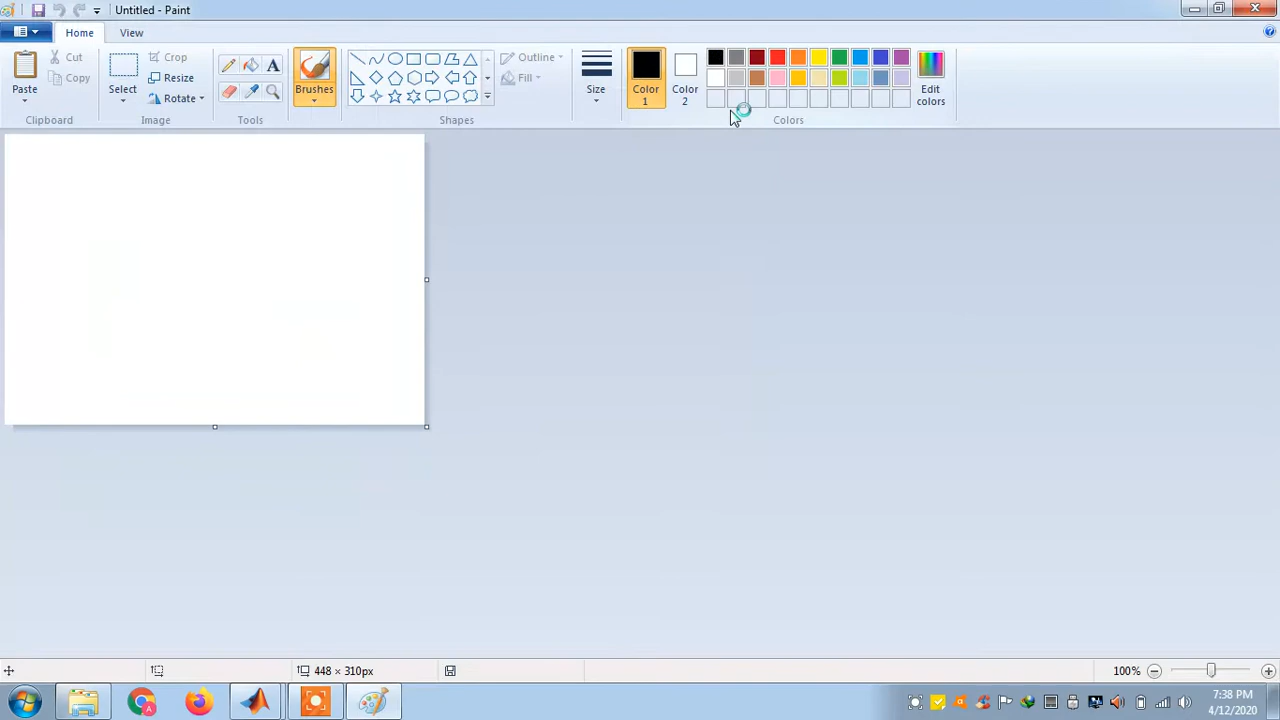 Untitled - Paint
Home View
Paste Cut Copy
Clipboard
Select Crop Resize Rotate
Image
Tools
Brushes
Shapes
Outline
Fill
Size
Color 1
Color 2
Edit colors
Colors
448 × 310px
100%
7:38 PM
4/12/2020